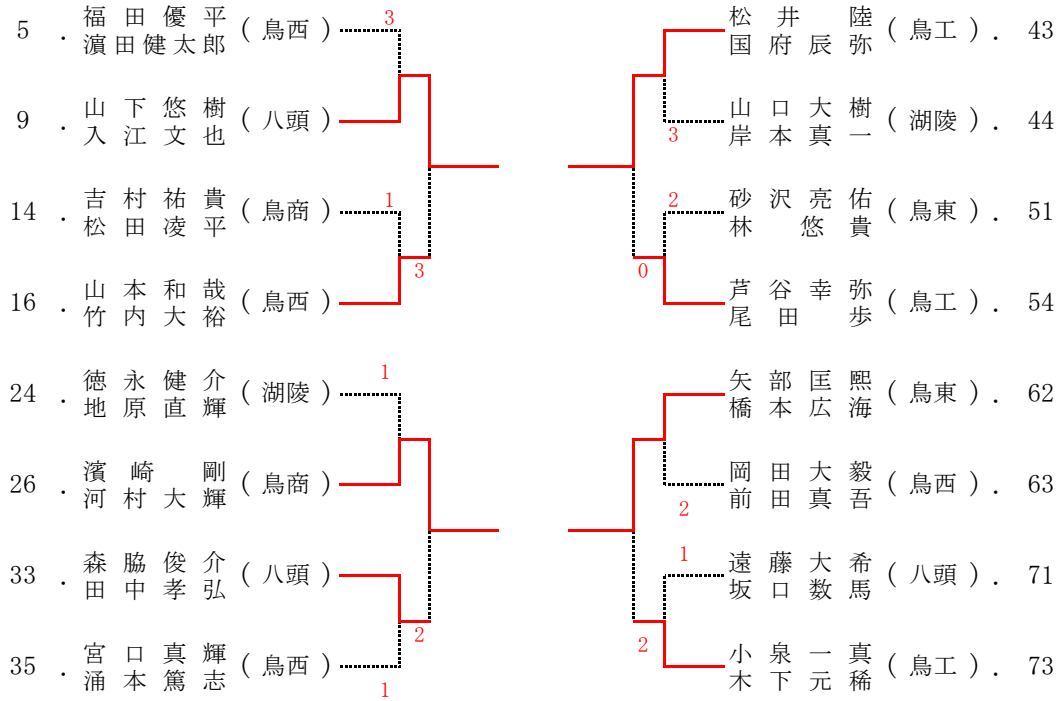 5 . 福田優平 濵田健太郎 ( 鳥西 ) 3
9 . 山下悠樹 入江文也 ( 八頭 )
14 . 吉村祐貴 松田凌平 ( 鳥商 ) 1
16 . 山本和哉 竹内大裕 ( 鳥西 ) 3
24 . 徳永健介 地原直輝 ( 湖陵 ) 1
26 . 濱崎剛 河村大輝 ( 鳥商 )
33 . 森脇俊介 田中孝弘 ( 八頭 ) 2
35 . 宮口真輝 涌本篤志 ( 鳥西 ) 1
松井陸 国府辰弥 ( 鳥工 ) . 43
3 山口大樹 岸本真一 ( 湖陵 ) . 44
2 砂沢亮佑 林悠貴 ( 鳥東 ) . 51
0 芦谷幸弥 尾田歩 ( 鳥工 ) . 54
矢部匡熙 橋本広海 ( 鳥東 ) . 62
2 岡田大毅 前田真吾 ( 鳥西 ) . 63
1 遠藤大希 坂口数馬 ( 八頭 ) . 71
2 小泉一真 木下元稀 ( 鳥工 ) . 73